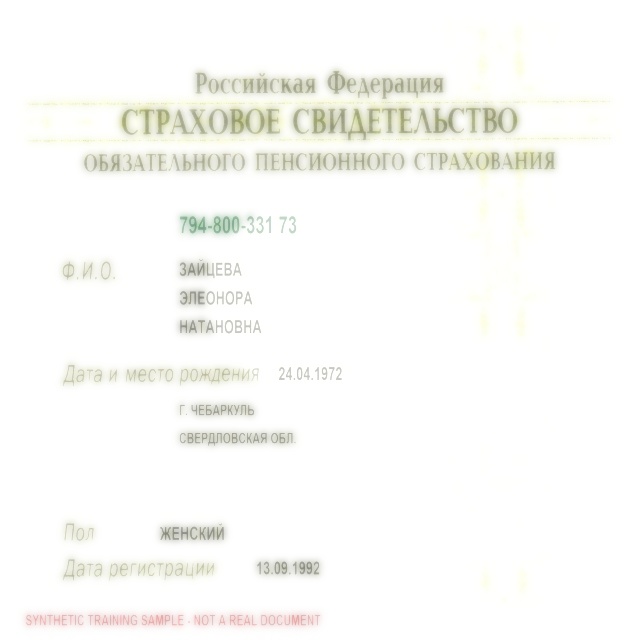 Российская Федерация
СТРАХОВОЕ СВИДЕТЕЛЬСТВО
ОБЯЗАТЕЛЬНОГО ПЕНСИОННОГО СТРАХОВАНИЯ
794-800-331 73
Ф.И.О. ЗАЙЦЕВА
ЭЛЕОНОРА
НАТАНОВНА
Дата и место рождения 24.04.1972
Г. ЧЕБАРКУЛЬ
СВЕРДЛОВСКАЯ ОБЛ.
Пол ЖЕНСКИЙ
Дата регистрации 13.09.1992
SYNTHETIC TRAINING SAMPLE - NOT A REAL DOCUMENT